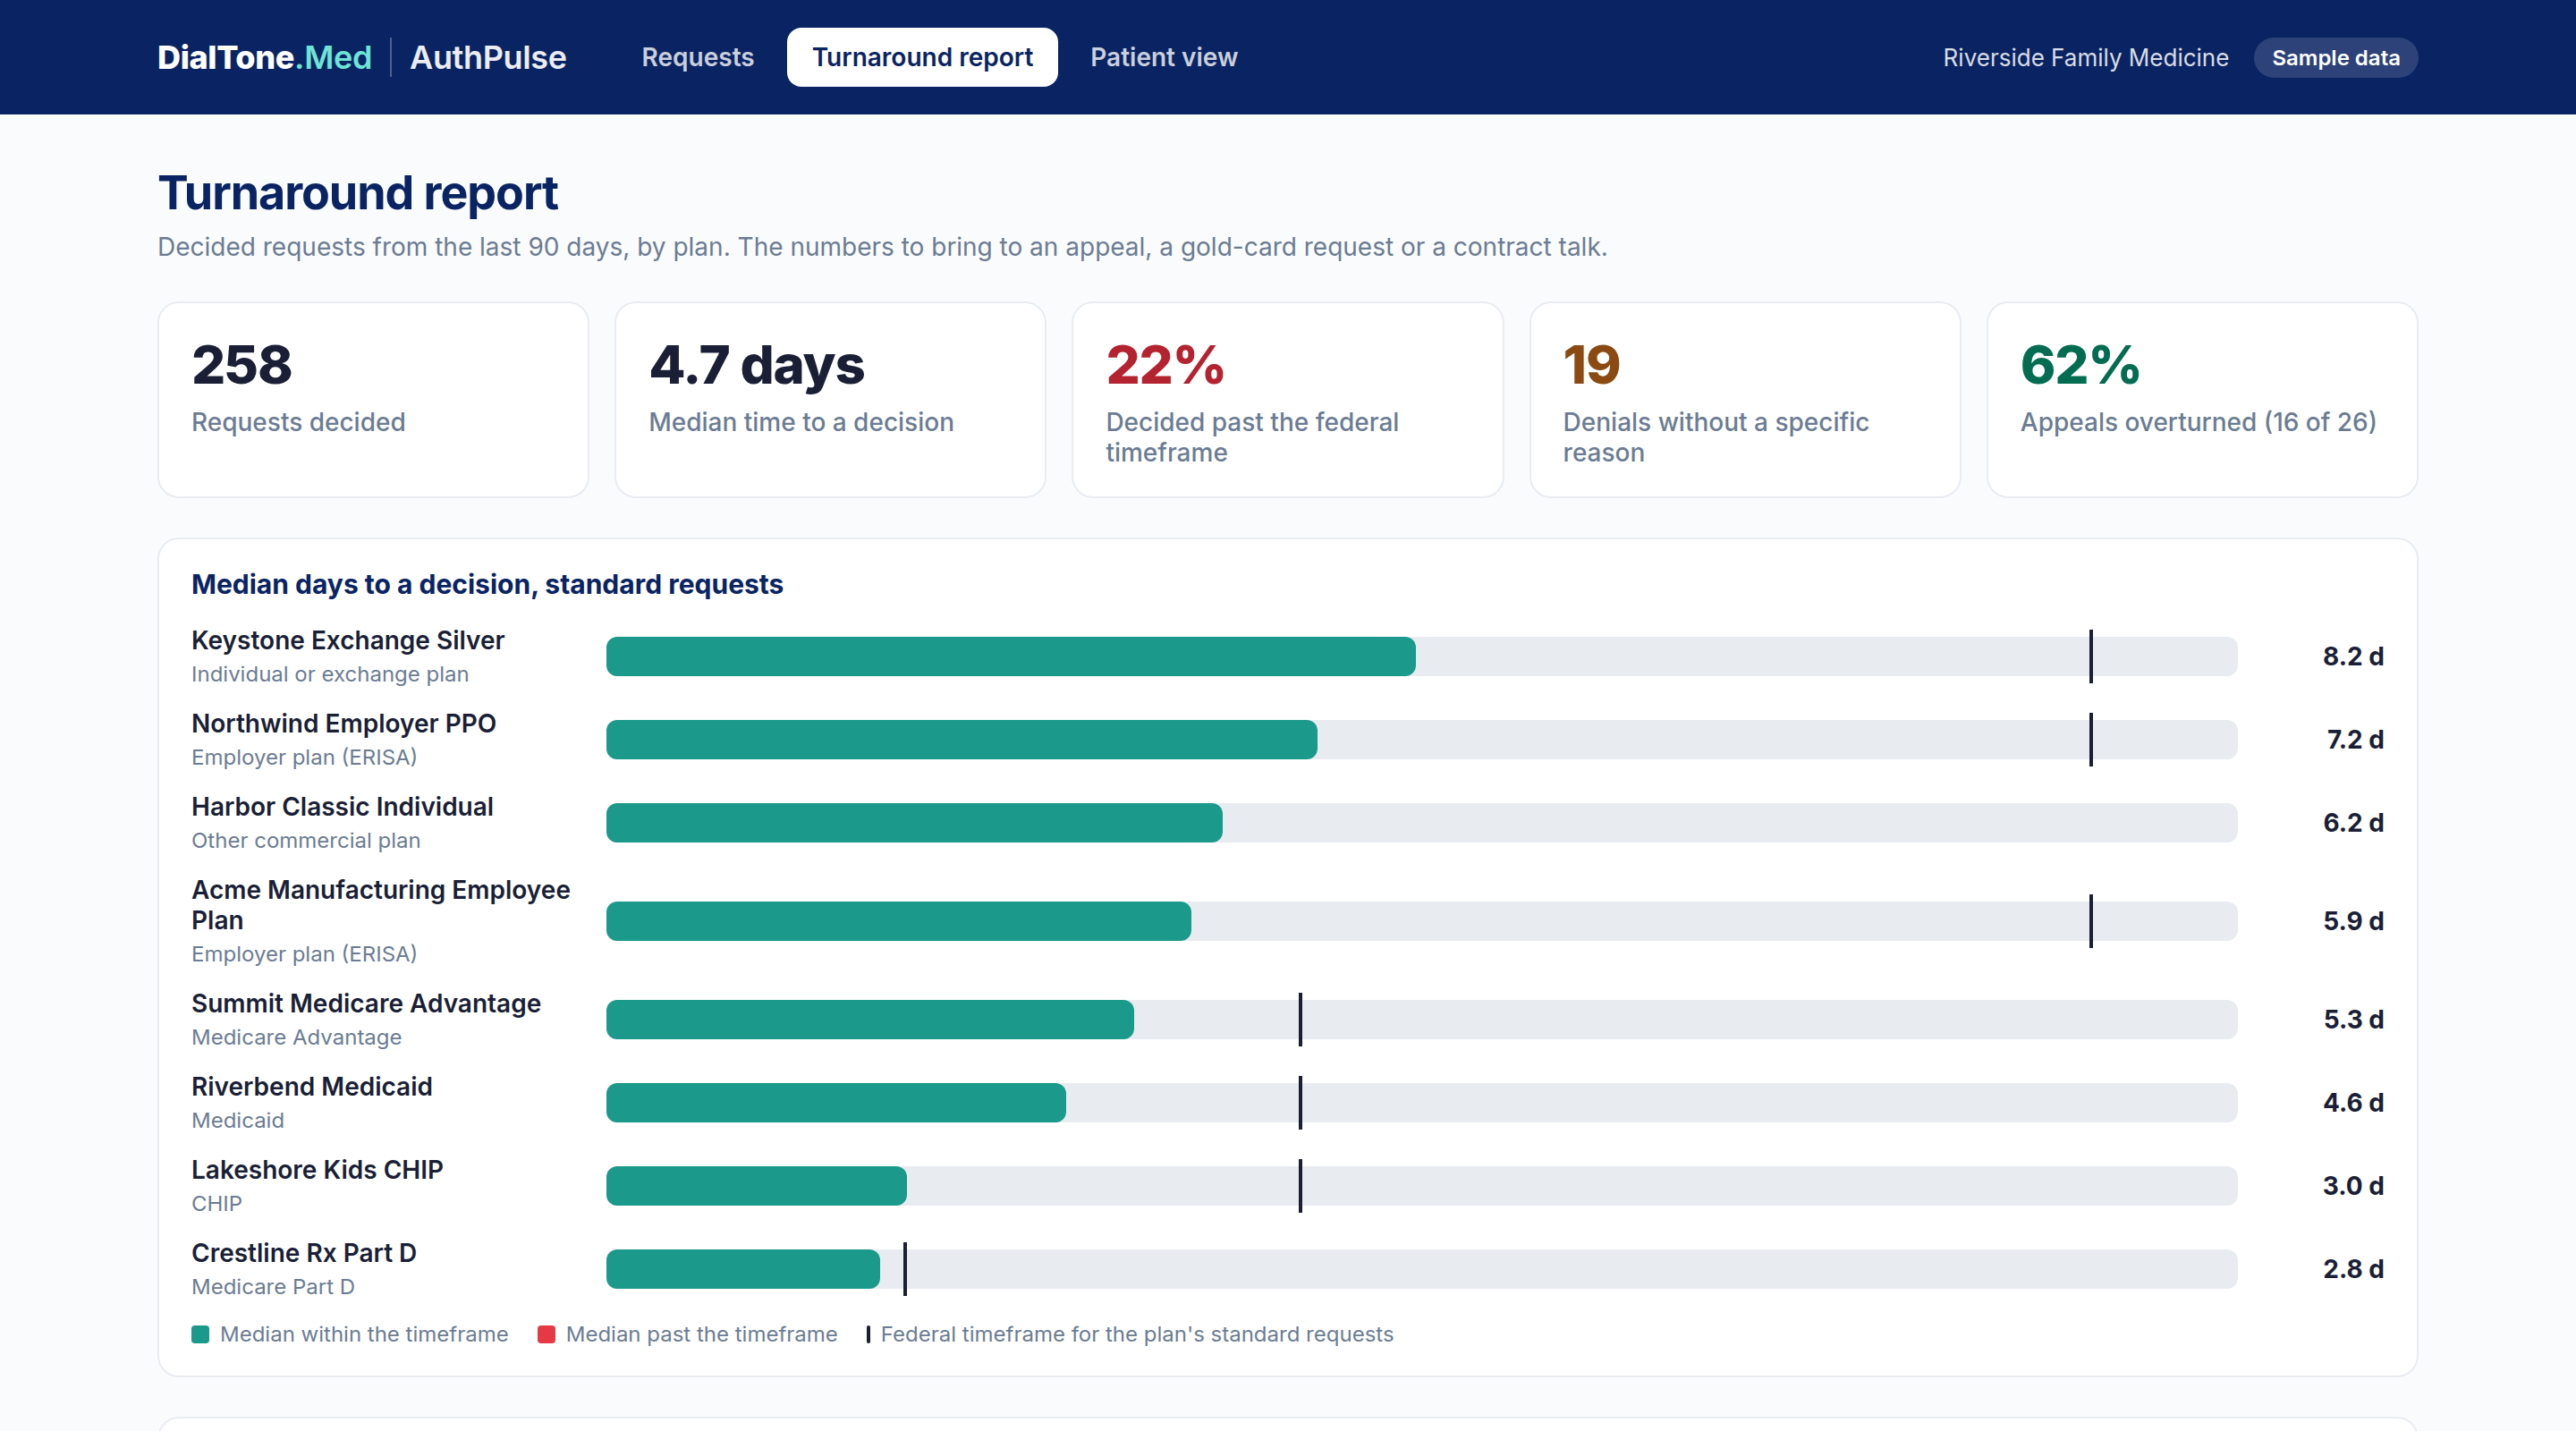 DialTone.Med | AuthPulse Requests Turnaround report Patient view Riverside Family Medicine Sample data
Turnaround report
Decided requests from the last 90 days, by plan. The numbers to bring to an appeal, a gold-card request or a contract talk.
258
Requests decided
4.7 days
Median time to a decision
22%
Decided past the federal
timeframe
19
Denials without a specific
reason
62%
Appeals overturned (16 of 26)
Median days to a decision, standard requests
Keystone Exchange Silver
Individual or exchange plan
8.2 d
Northwind Employer PPO
Employer plan (ERISA)
7.2 d
Harbor Classic Individual
Other commercial plan
6.2 d
Acme Manufacturing Employee
Plan
Employer plan (ERISA)
5.9 d
Summit Medicare Advantage
Medicare Advantage
5.3 d
Riverbend Medicaid
Medicaid
4.6 d
Lakeshore Kids CHIP
CHIP
3.0 d
Crestline Rx Part D
Medicare Part D
2.8 d
Median within the timeframe Median past the timeframe Federal timeframe for the plan's standard requests